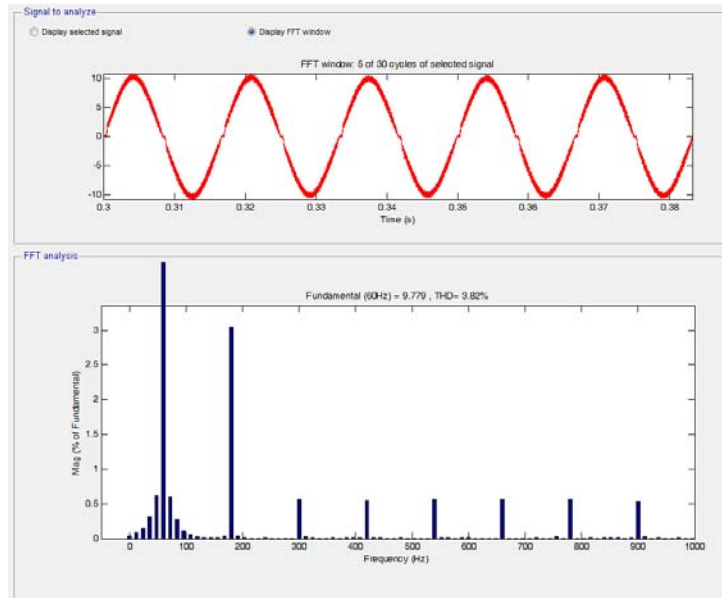 Signal to analyze
Display selected signal
Display FFT window
FFT window: 5 of 30 cycles of selected signal
10
5
0
-5
-10
0.3 0.31 0.32 0.33 0.34 0.35 0.36 0.37 0.38
Time (s)
FFT analysis
Fundamental (60Hz) = 9.779 , THD= 3.82%
3
2.5
2
1.5
1
0.5
0
Mag (% of Fundamental)
0 100 200 300 400 500 600 700 800 900 1000
Frequency (Hz)